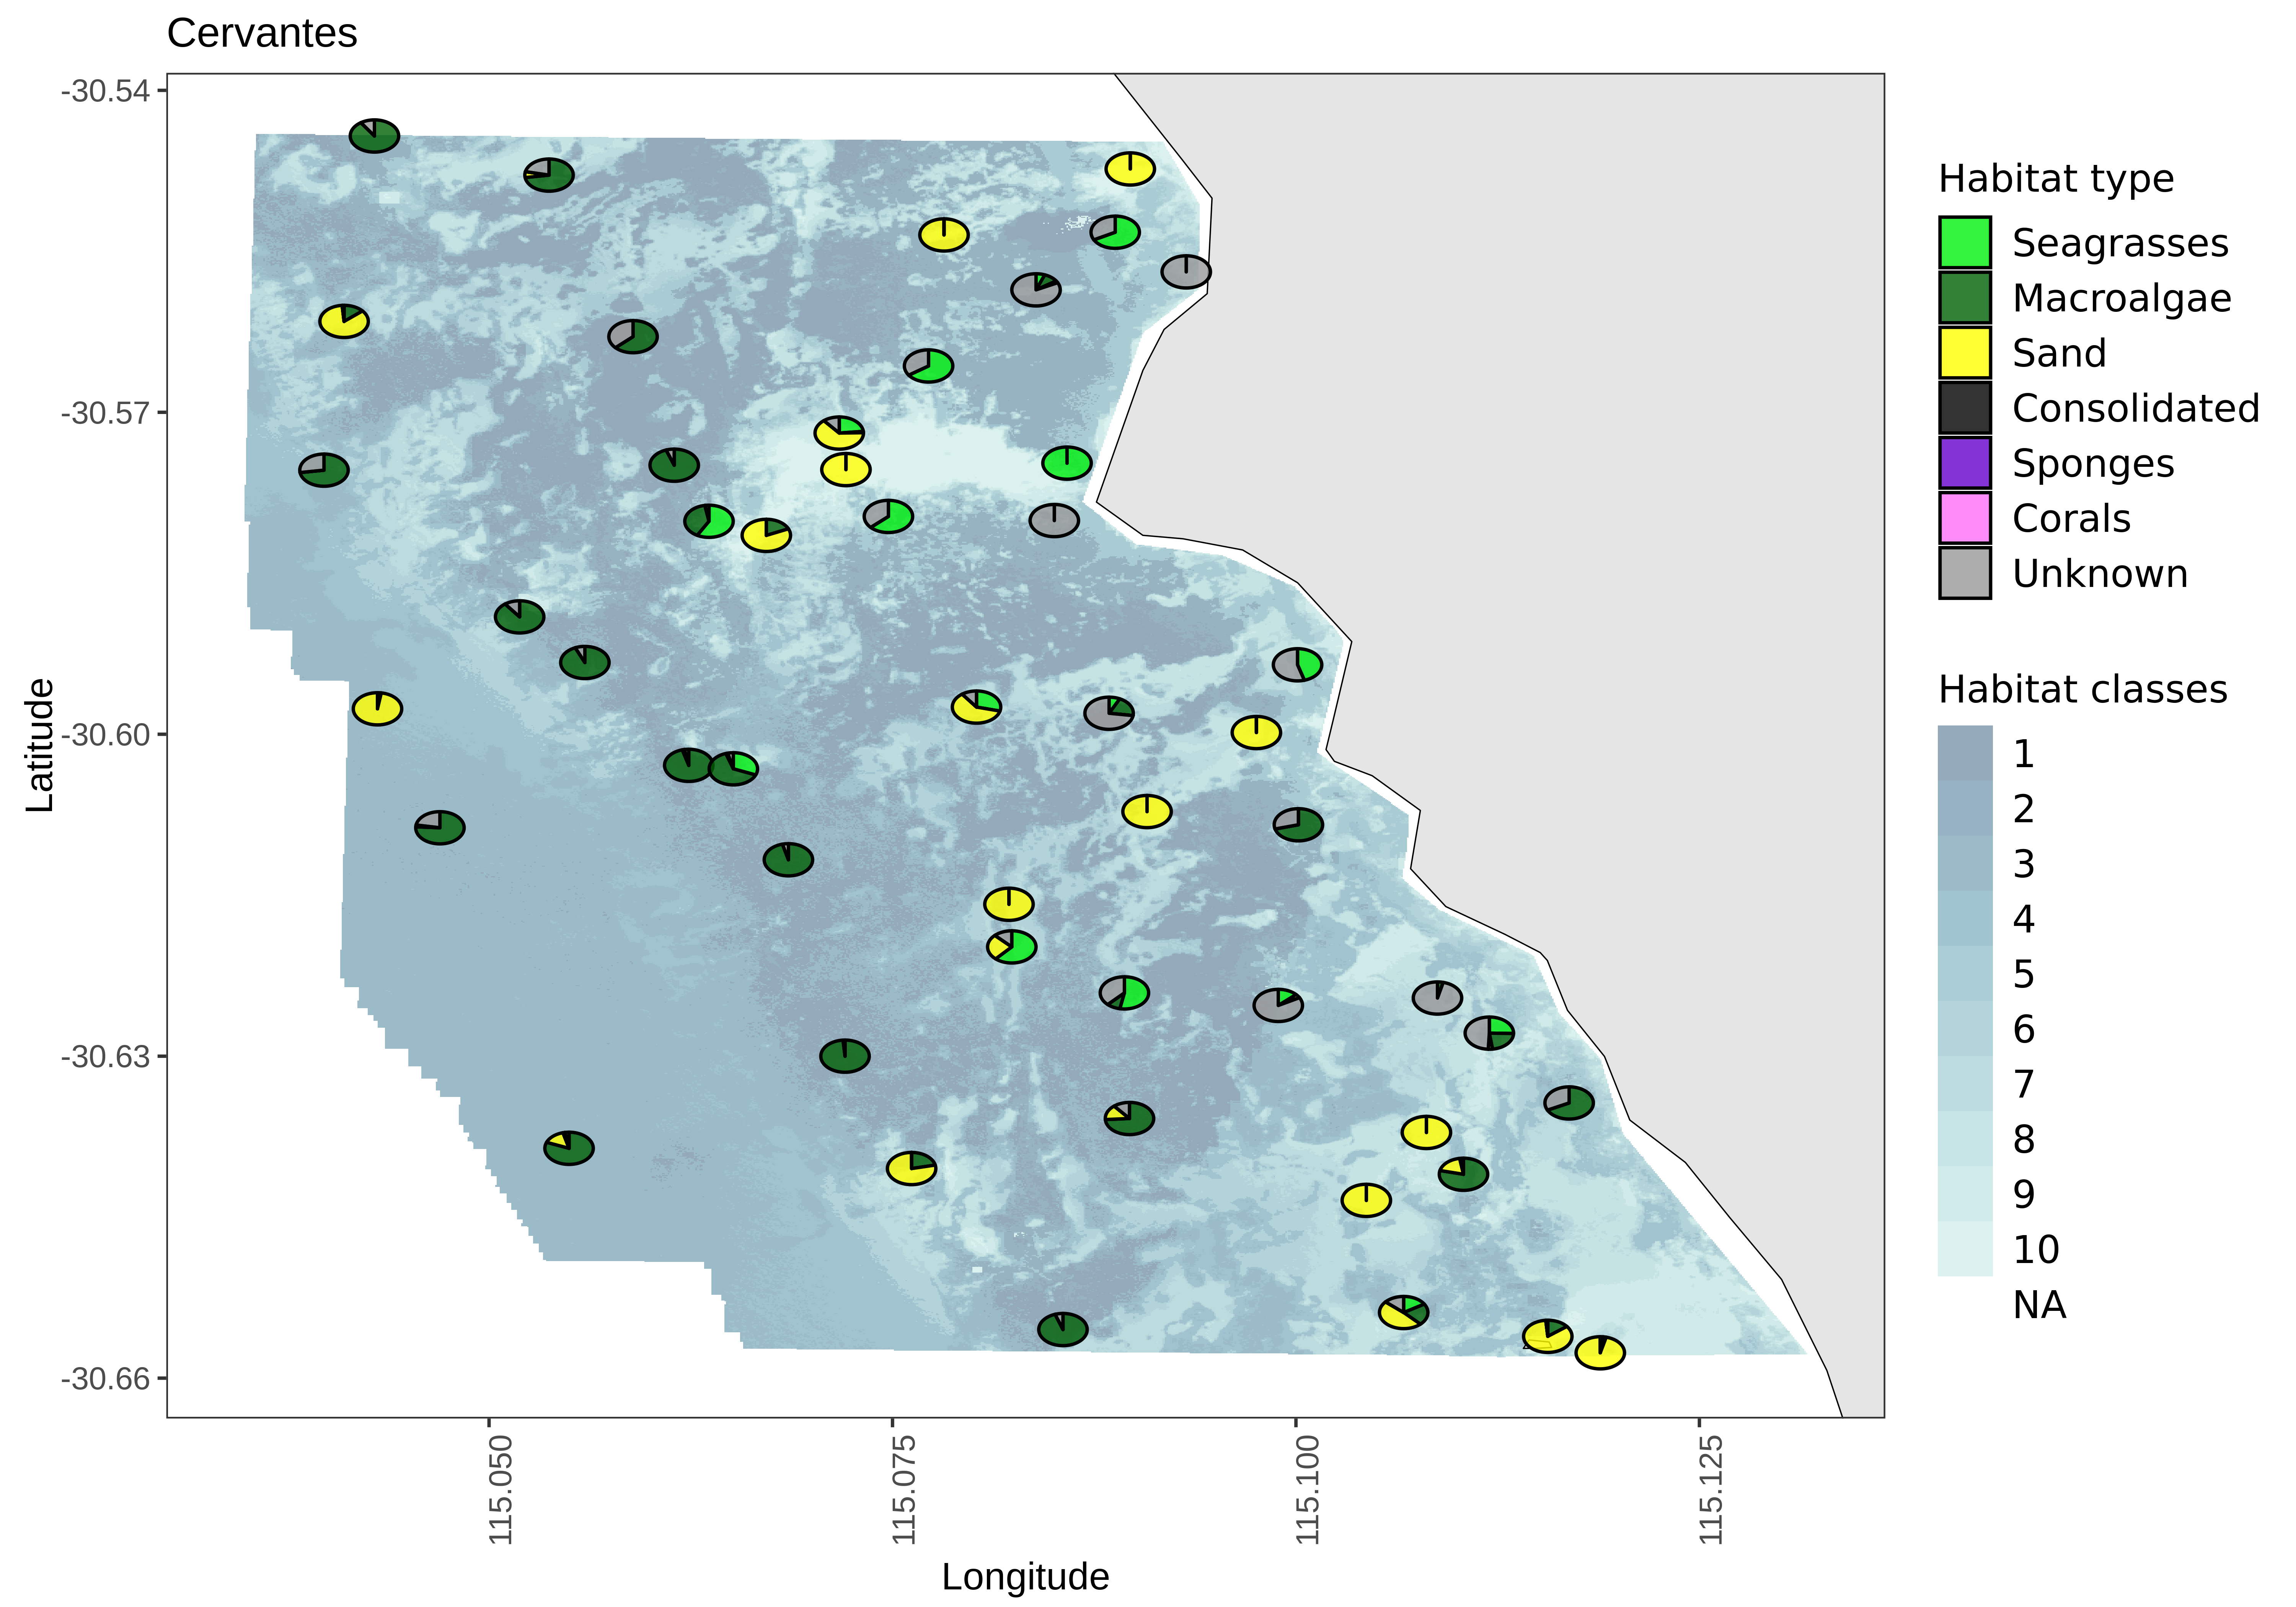 Cervantes
-30.54
-30.57
-30.60
-30.63
-30.66
Latitude
115.050
115.075
115.100
115.125
Longitude
Habitat type
Seagrasses
Macroalgae
Sand
Consolidated
Sponges
Corals
Unknown
Habitat classes
1
2
3
4
5
6
7
8
9
10
NA